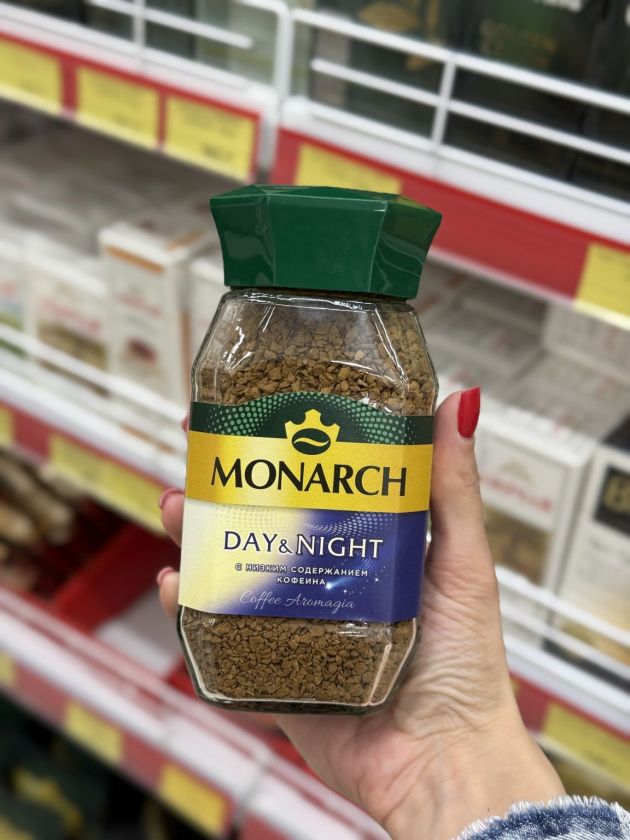 MONARCH
DAY & NIGHT
С НИЗКИМ СОДЕРЖАНИЕМ
КОФЕИНА
Coffee Aromagia